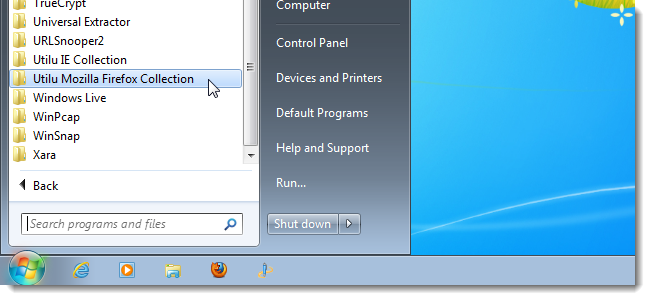 TrueCrypt
Universal Extractor
URLSnooper2
Utilu IE Collection
Utilu Mozilla Firefox Collection
Windows Live
WinPcap
WinSnap
Xara
Back
Search programs and files
Computer
Control Panel
Devices and Printers
Default Programs
Help and Support
Run...
Shut down